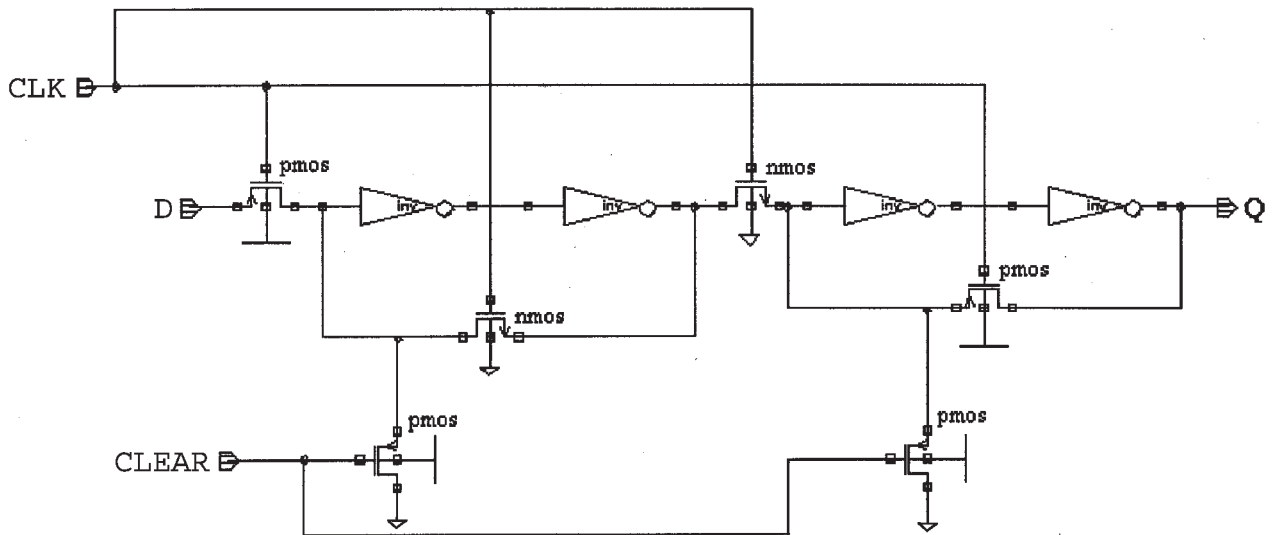 CLK
pmos
nmos
D
inv
inv
inv
inv
Q
pmos
nmos
pmos
pmos
CLEAR